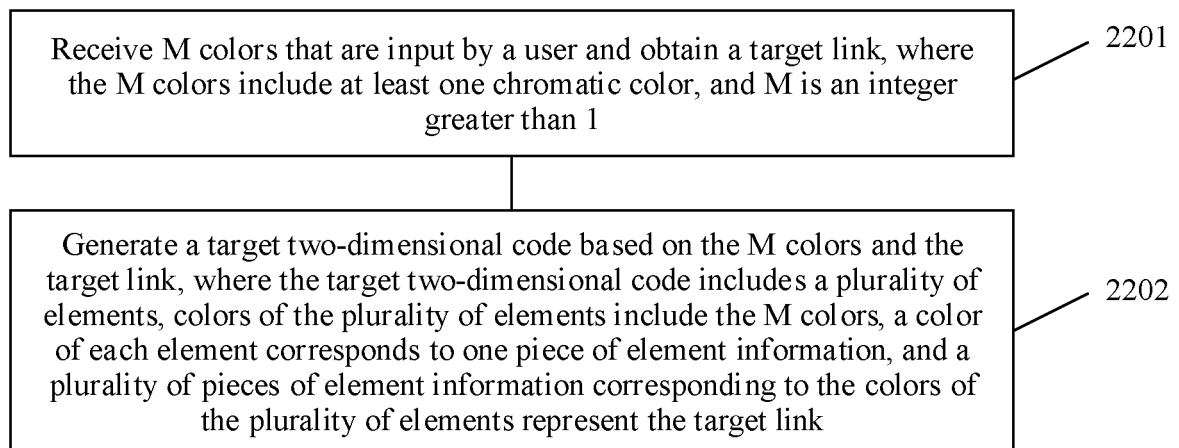 Receive M colors that are input by a user and obtain a target link, where
the M colors include at least one chromatic color, and M is an integer
greater than 1
2201
Generate a target two-dimensional code based on the M colors and the
target link, where the target two-dimensional code includes a plurality of
elements, colors of the plurality of elements include the M colors, a color
of each element corresponds to one piece of element information, and a
plurality of pieces of element information corresponding to the colors of
the plurality of elements represent the target link
2202